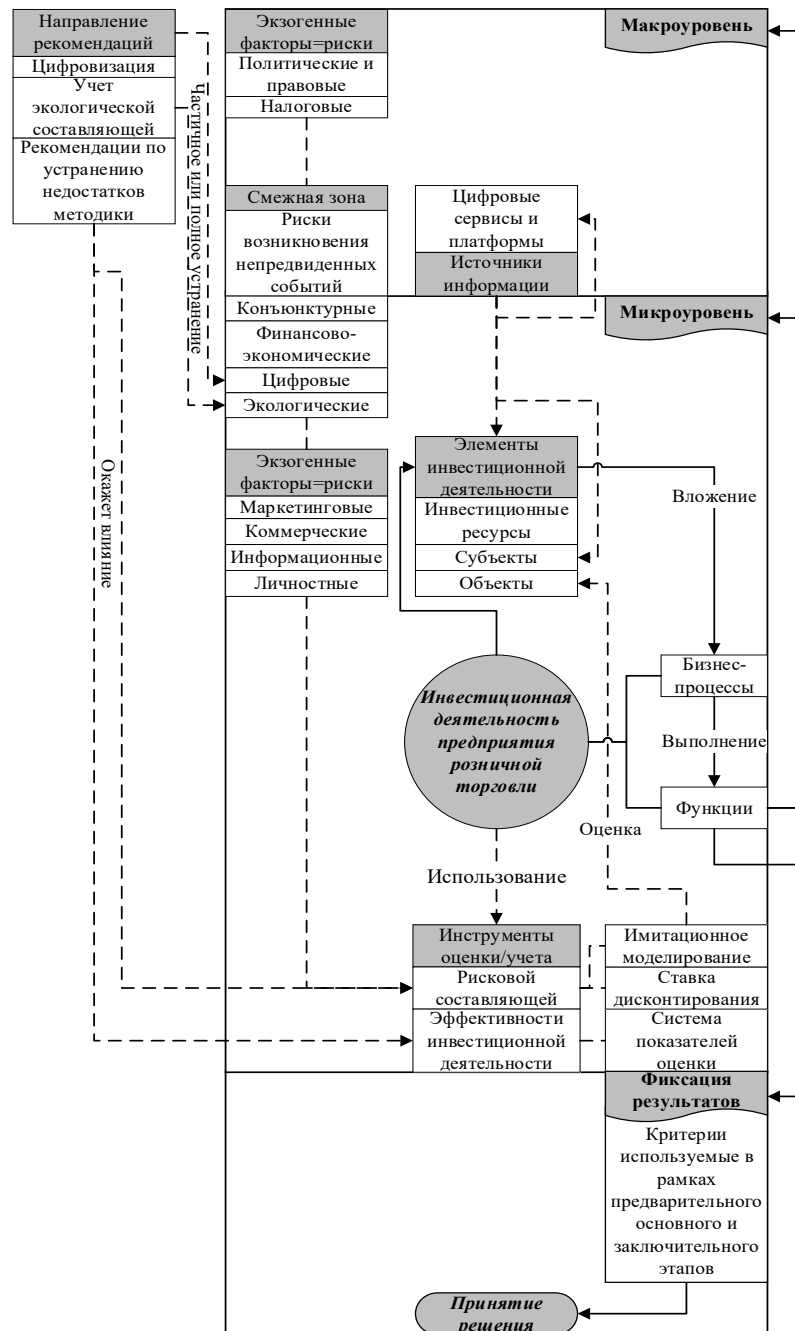 Направление
рекомендаций
Цифровизация
Учет
экологической
составляющей
Рекомендации по
устранению
недостатков
методики
Частичное или полное устранение
Окажет влияние
Экзогенные
факторы=риски
Политические и
правовые
Налоговые
Макроуровень
Смежная зона
Риски
возникновения
непредвиденных
событий
Конъюнктурные
Финансово-
экономические
Цифровые
Экологические
Цифровые
сервисы и
платформы
Источники
информации
Микроуровень
Экзогенные
факторы=риски
Маркетинговые
Коммерческие
Информационные
Личностные
Элементы
инвестиционной
деятельности
Инвестиционные
ресурсы
Субъекты
Объекты
Вложение
Бизнес-
процессы
Выполнение
Функции
Инвестиционная
деятельность
предприятия
розничной
торговли
Оценка
Использование
Инструменты
оценки/учета
Рисковой
составляющей
Эффективности
инвестиционной
деятельности
Имитационное
моделирование
Ставка
дисконтирования
Система
показателей
оценки
Фиксация
результатов
Критерии
используемые в
рамках
предварительного
основного и
заключительного
этапов
Принятие
решения